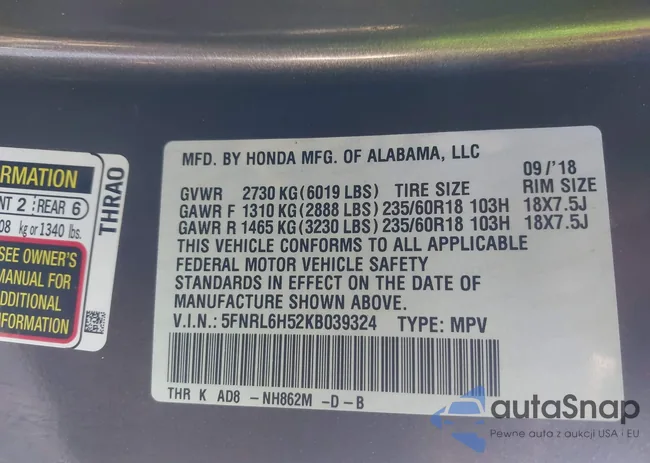 RMATION
NT 2 REAR 6
08 kg or 1340 lbs.
SEE OWNER'S
MANUAL FOR
ADDITIONAL
INFORMATION
THRA0
MFD. BY HONDA MFG. OF ALABAMA, LLC
09/'18
GVWR 2730 KG(6019 LBS) TIRE SIZE RIM SIZE
GAWR F 1310 KG(2888 LBS) 235/60R18 103H 18X7.5J
GAWR R 1465 KG(3230 LBS) 235/60R18 103H 18X7.5J
THIS VEHICLE CONFORMS TO ALL APPLICABLE
FEDERAL MOTOR VEHICLE SAFETY
STANDARDS IN EFFECT ON THE DATE OF
MANUFACTURE SHOWN ABOVE.
V.I.N.: 5FNRL6H52KB039324 TYPE: MPV
THR K AD8 -NH862M -D-B
autaSnap
Pewne auta z aukcji USA i EU